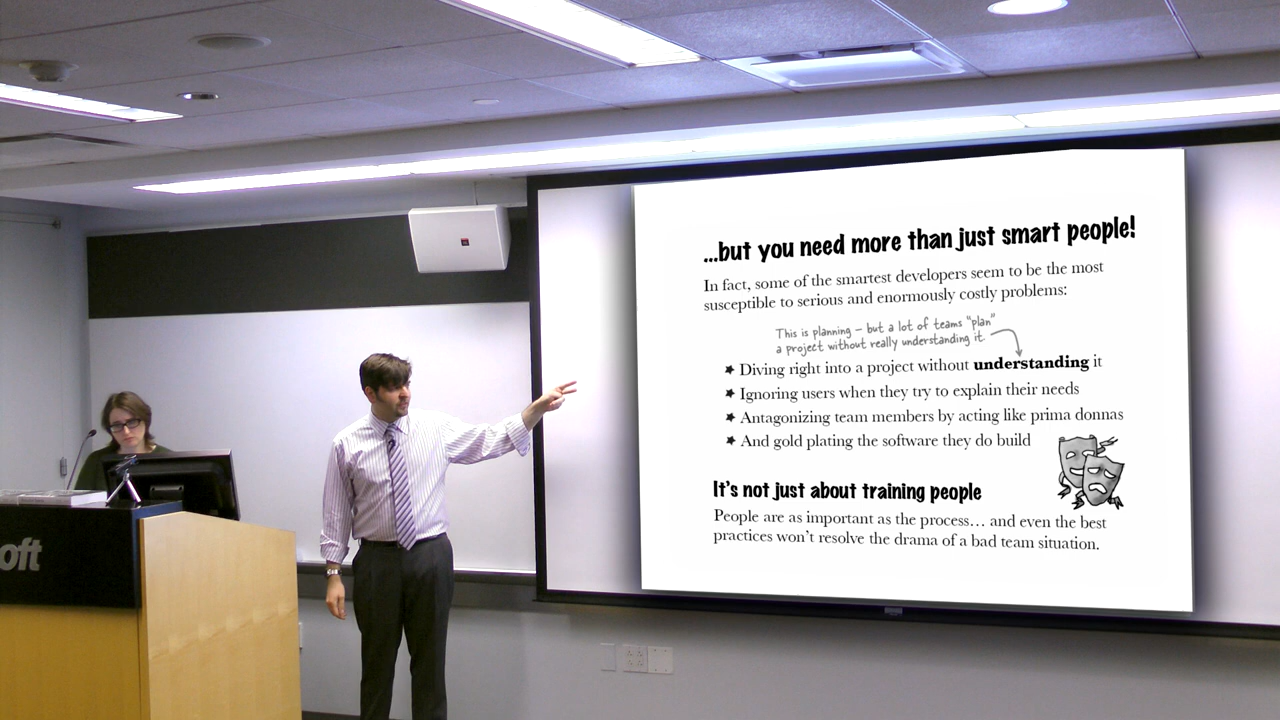 ...but you need more than just smart people!
In fact, some of the smartest developers seem to be the most
susceptible to serious and enormously costly problems:
This is planning – but a lot of teams "plan"
a project without really understanding it.
★ Diving right into a project without understanding it
★ Ignoring users when they try to explain their needs
★ Antagonizing team members by acting like prima donnas
★ And gold plating the software they do build
It's not just about training people
People are as important as the process… and even the best
practices won't resolve the drama of a bad team situation.
oft